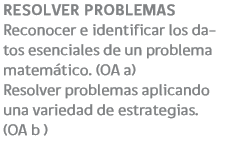 RESOLVER PROBLEMAS
Reconocer e identificar los da-
tos esenciales de un problema
matemático. (OA a)
Resolver problemas aplicando
una variedad de estrategias.
(OA b )